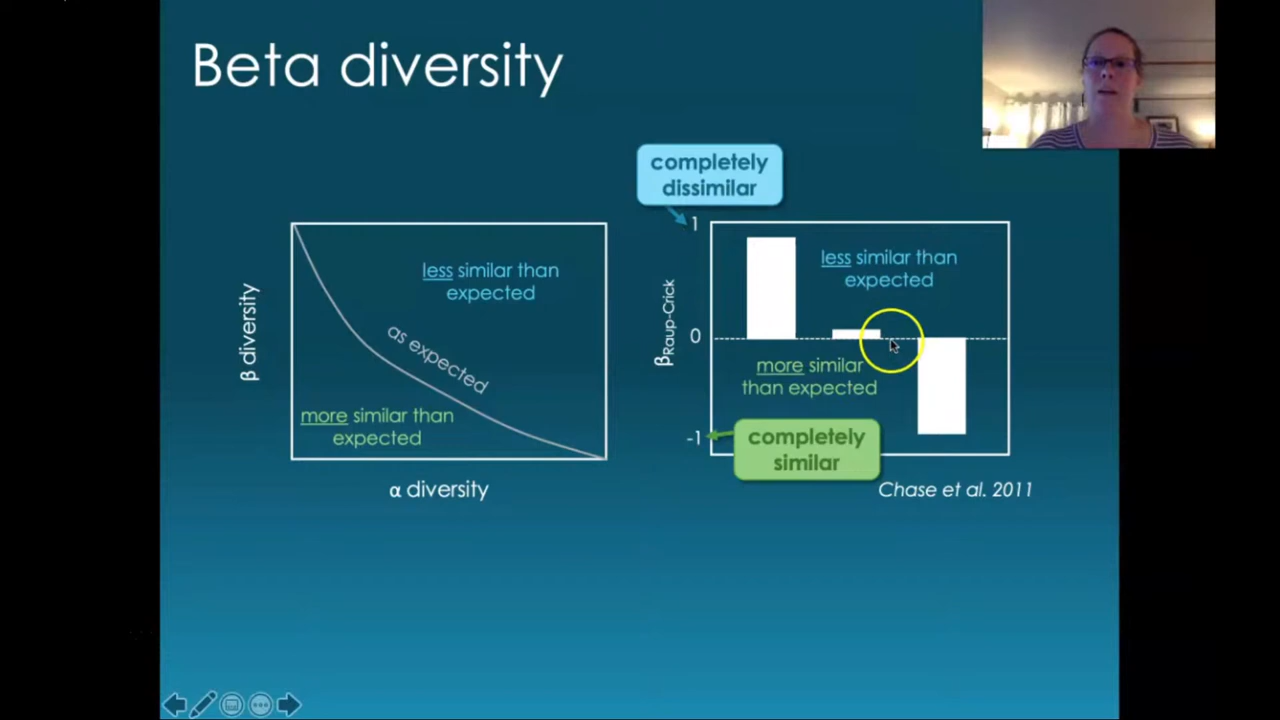 Beta diversity
completely
dissimilar
β diversity
less similar than
expected
as expected
more similar than
expected
α diversity
βRaup-Crick
1
0
-1
less similar than
expected
more similar
than expected
completely
similar
Chase et al. 2011